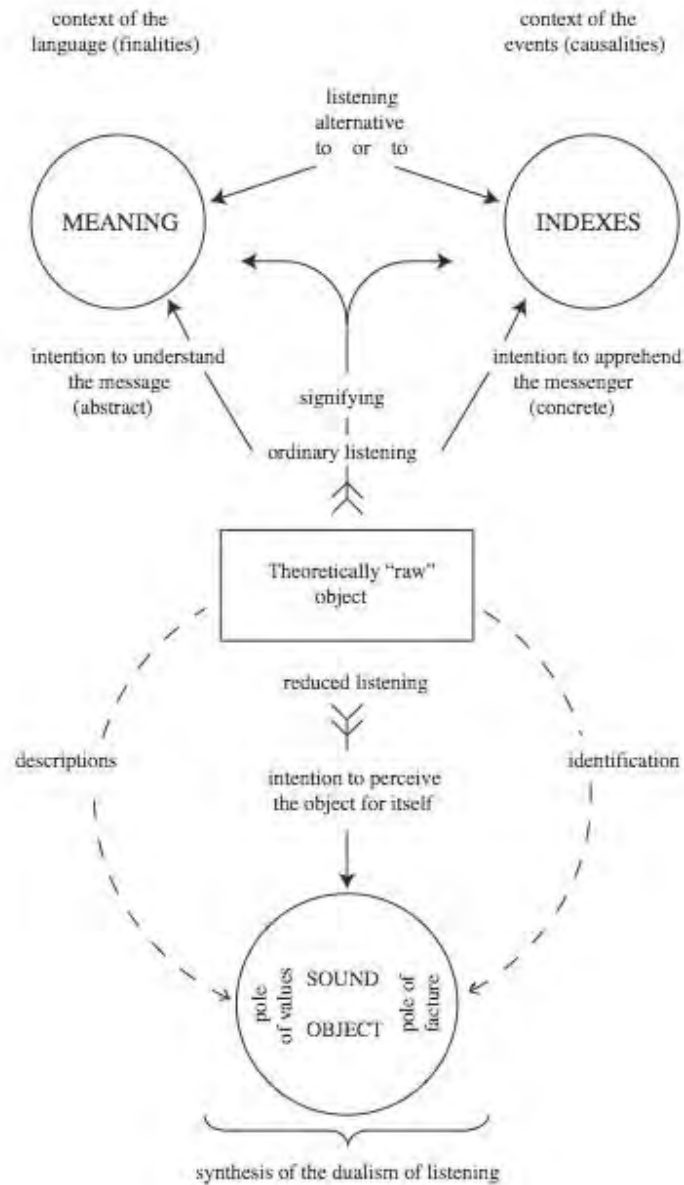 context of the
language (finalities)
context of the
events (causalities)
listening
alternative
to or to
MEANING
INDEXES
intention to understand
the message
(abstract)
intention to apprehend
the messenger
(concrete)
signifying
ordinary listening
Theoretically “raw”
object
reduced listening
descriptions
identification
intention to perceive
the object for itself
pole
of values
SOUND
OBJECT
pole of
facture
synthesis of the dualism of listening